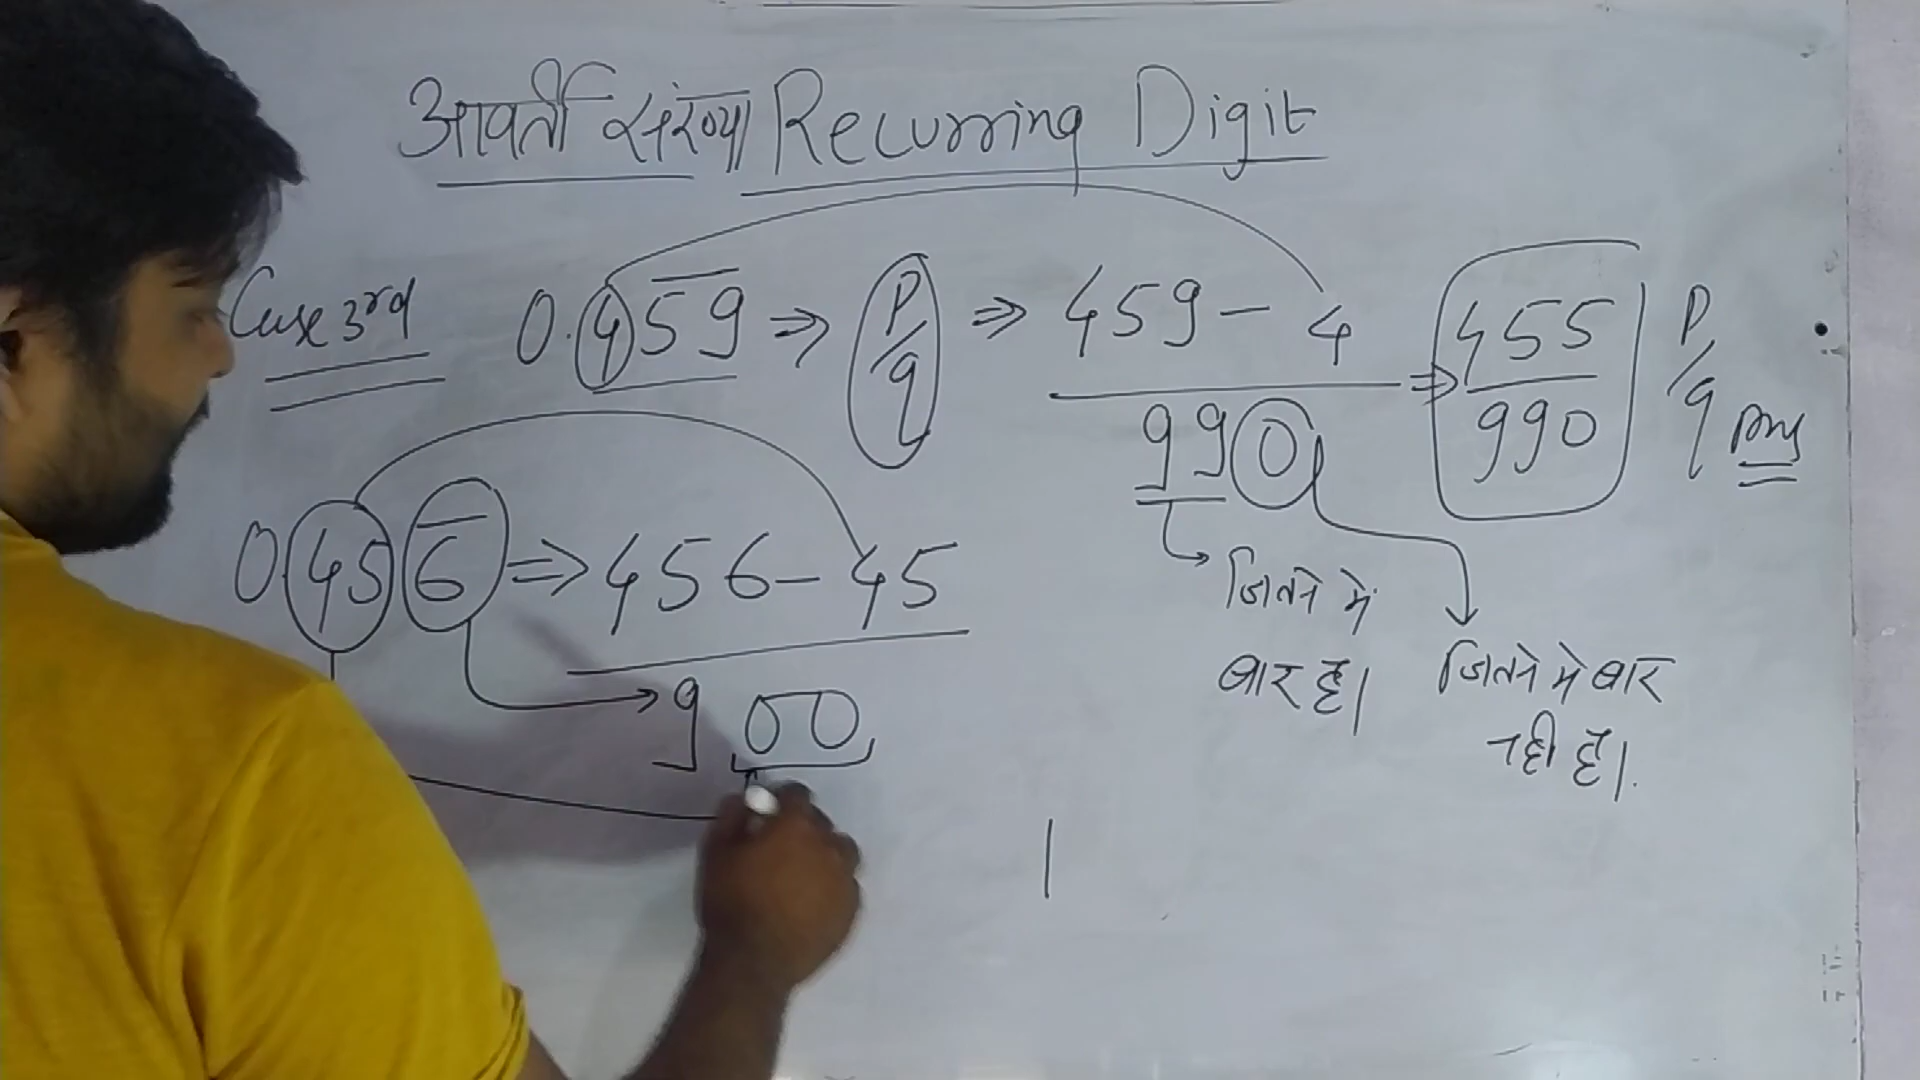 आवर्ती संख्या Recurring Digit
Case 3rd 0.459̅ ⇒ P/q ⇒ 459 - 4 / 990 ⇒ 455 / 990 P/q Ans
0.456̅ ⇒ 456 - 45 / 900
जितने में बार है।
जितने में बार नही है।